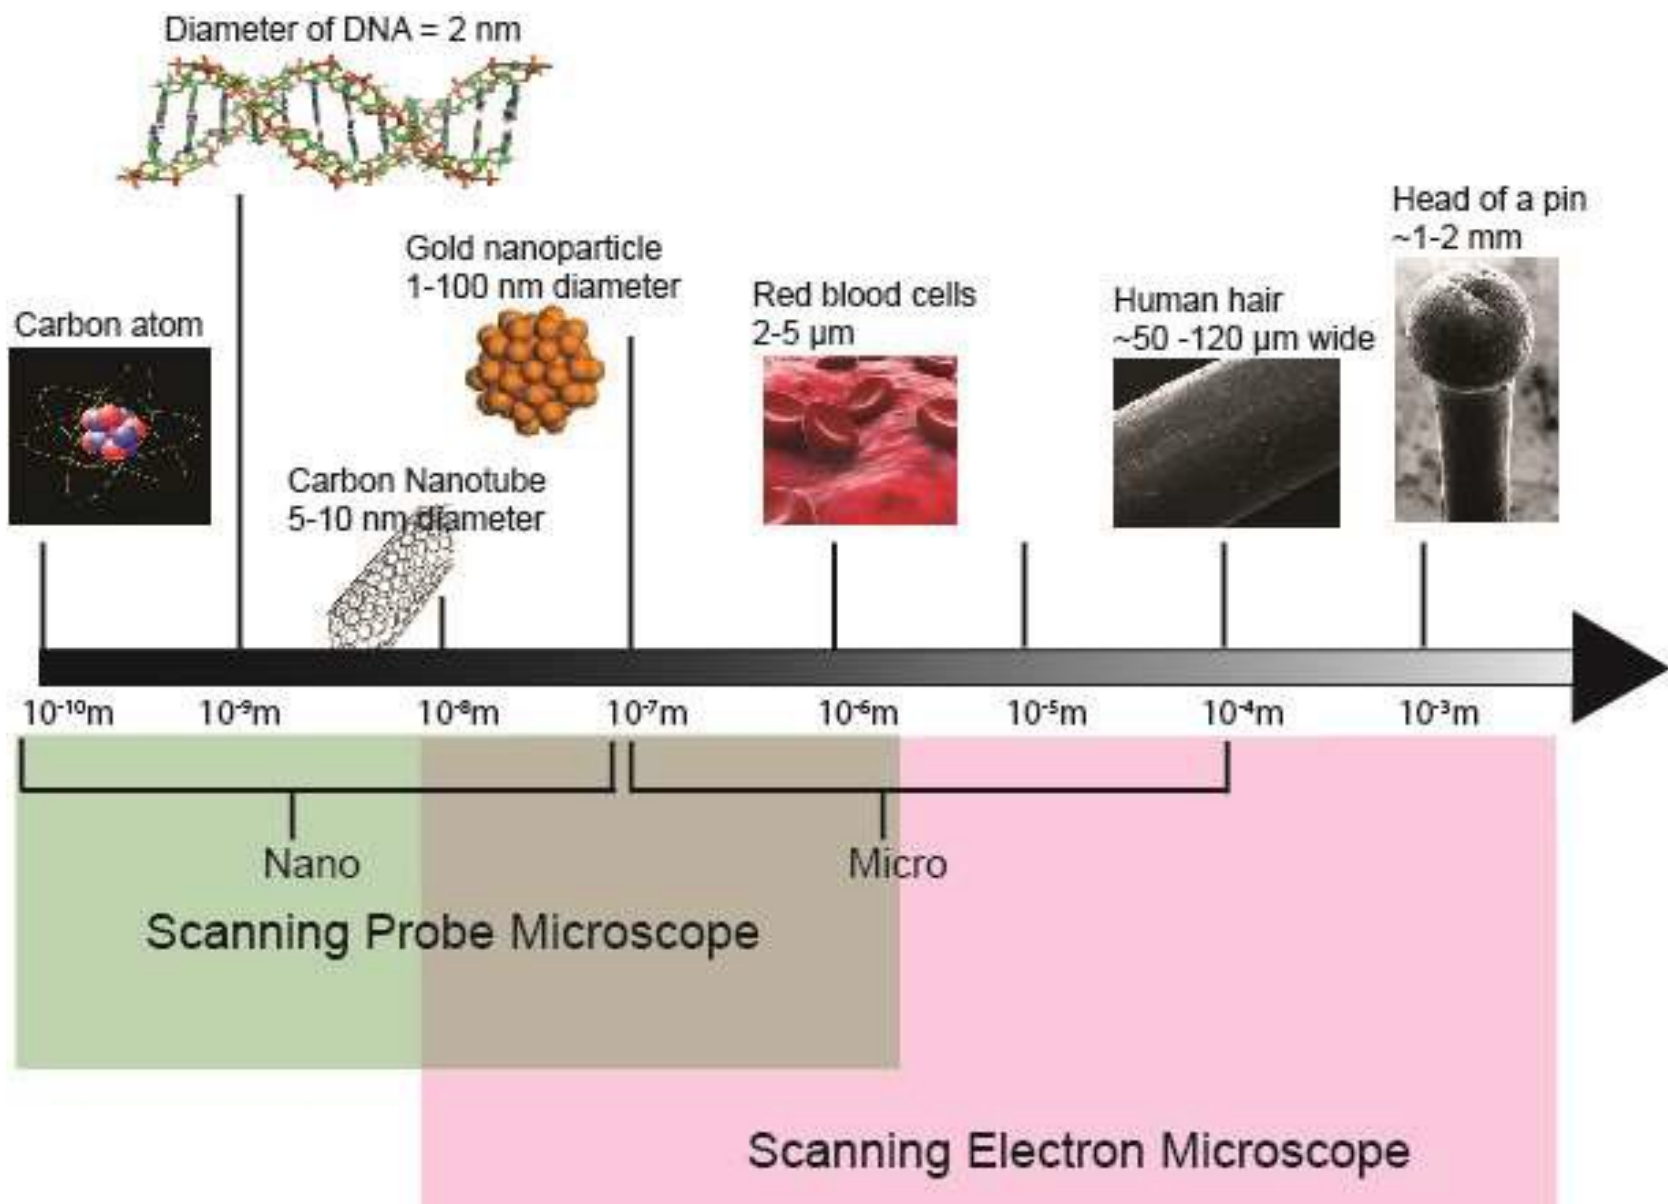 Diameter of DNA = 2 nm
Head of a pin
~1-2 mm
Gold nanoparticle
1-100 nm diameter
Red blood cells
2-5 µm
Human hair
~50 -120 µm wide
Carbon atom
Carbon Nanotube
5-10 nm diameter
10⁻¹⁰m 10⁻⁹m 10⁻⁸m 10⁻⁷m 10⁻⁶m 10⁻⁵m 10⁻⁴m 10⁻³m
Nano Micro
Scanning Probe Microscope
Scanning Electron Microscope